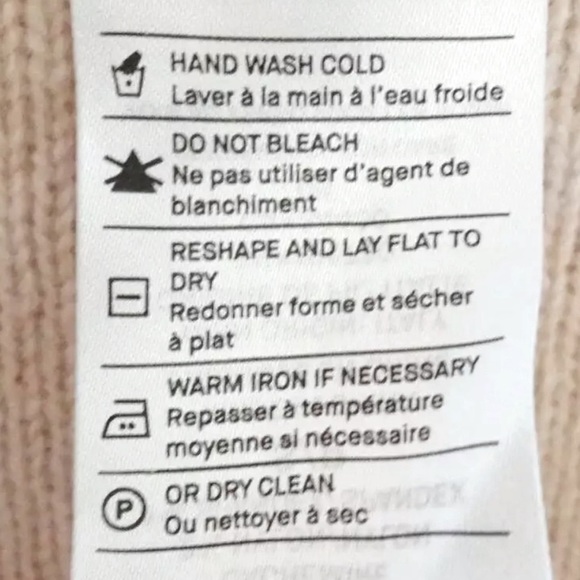 HAND WASH COLD
Laver à la main à l'eau froide
DO NOT BLEACH
Ne pas utiliser d'agent de
blanchiment
RESHAPE AND LAY FLAT TO
DRY
Redonner forme et sécher
à plat
WARM IRON IF NECESSARY
Repasser à température
moyenne si nécessaire
P
OR DRY CLEAN
Ou nettoyer à sec